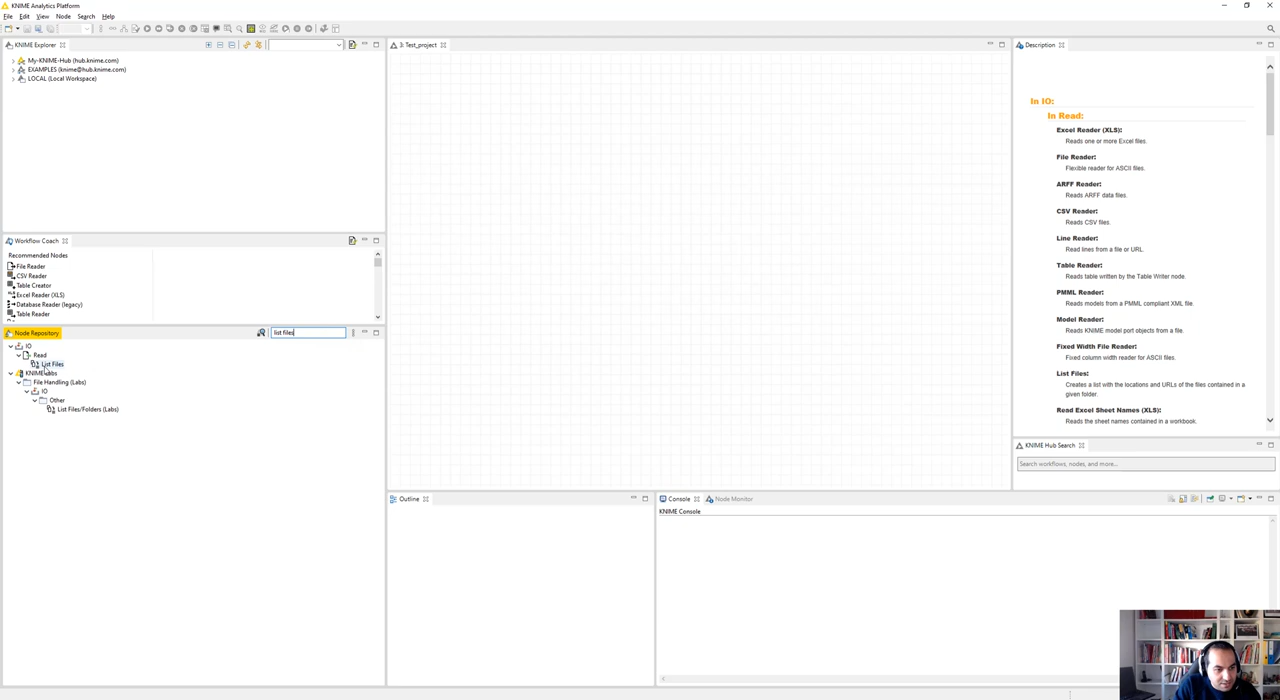 KNIME Analytics Platform
File Edit View Node Search Help
KNIME Explorer
My-KNIME-Hub (hub.knime.com)
EXAMPLES (knime@hub.knime.com)
LOCAL (Local Workspace)
Workflow Coach
Recommended Nodes
File Reader
CSV Reader
Table Creator
Excel Reader (XLS)
Database Reader (legacy)
Table Reader
Node Repository
list files
IO
Read
List Files
KNIME Labs
File Handling (Labs)
IO
Other
List Files/Folders (Labs)
3: Test_project
Outline
Console Node Monitor
KNIME Console
Description
In IO:
In Read:
Excel Reader (XLS):
Reads one or more Excel files.
File Reader:
Flexible reader for ASCII files.
ARFF Reader:
Reads ARFF data files.
CSV Reader:
Reads CSV files.
Line Reader:
Read lines from a file or URL.
Table Reader:
Reads table written by the Table Writer node.
PMML Reader:
Reads models from a PMML compliant XML file.
Model Reader:
Reads KNIME model port objects from a file.
Fixed Width File Reader:
Fixed column width reader for ASCII files.
List Files:
Creates a list with the locations and URLs of the files contained in a
given folder.
Read Excel Sheet Names (XLS):
Reads the sheet names contained in a workbook.
KNIME Hub Search
Search workflows, nodes, and more...